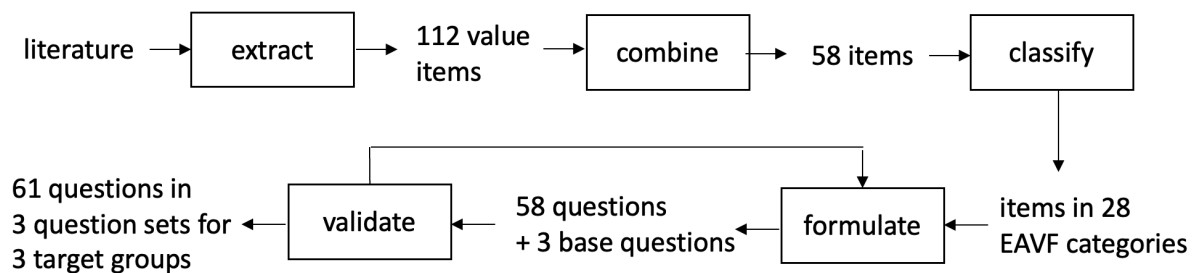 literature
extract
112 value
items
combine
58 items
classify
61 questions in
3 question sets for
3 target groups
validate
58 questions
+ 3 base questions
formulate
items in 28
EAVF categories